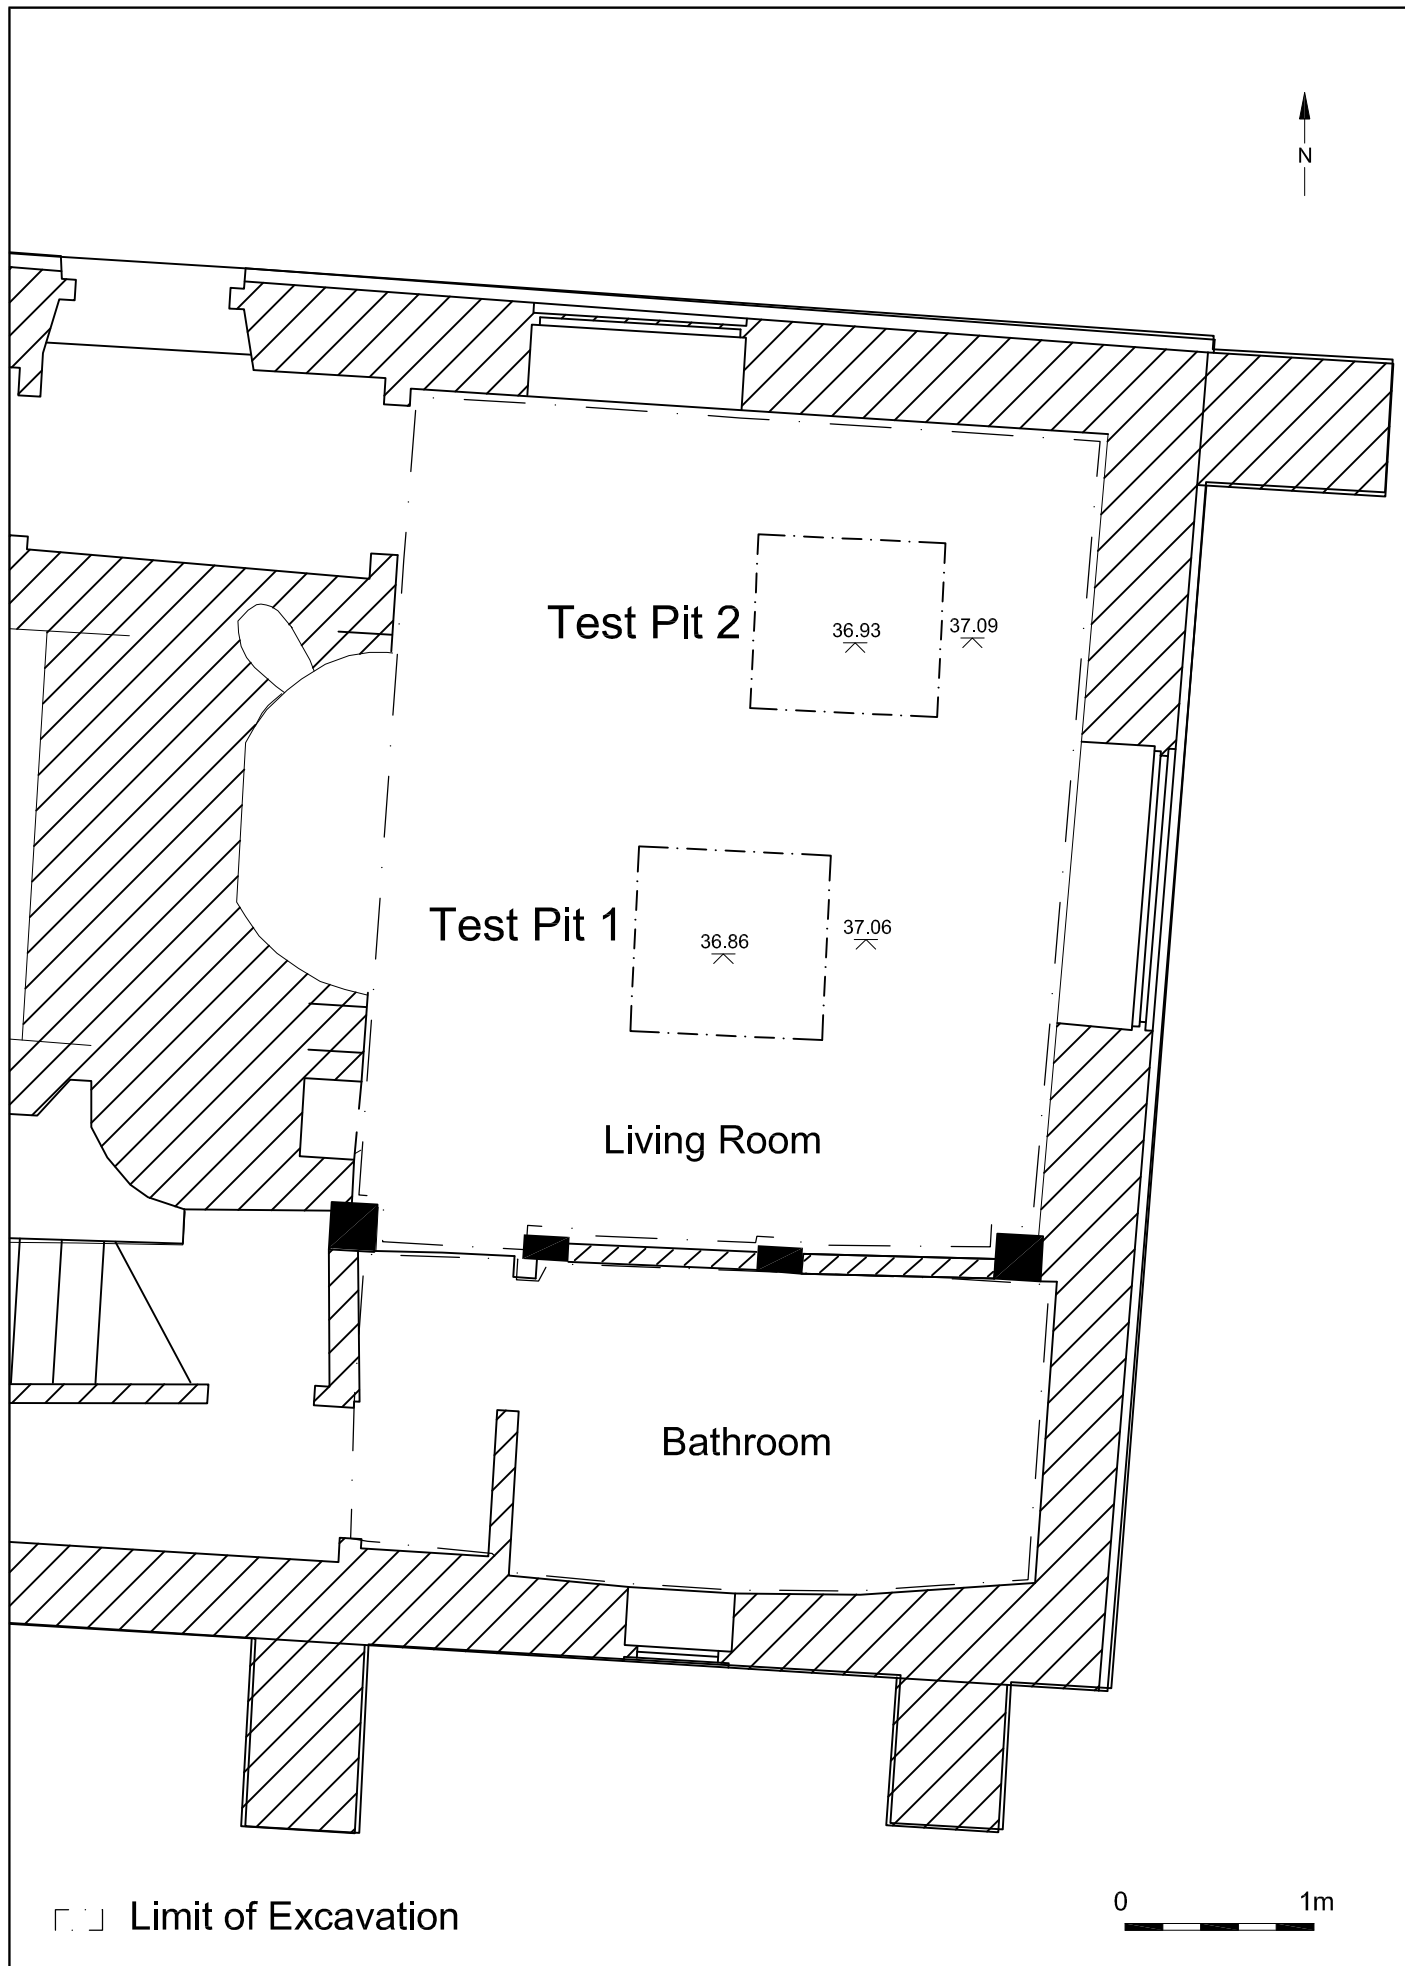 N
Test Pit 2
36.93
37.09
Test Pit 1
36.86
37.06
Living Room
Bathroom
Limit of Excavation
0 1m